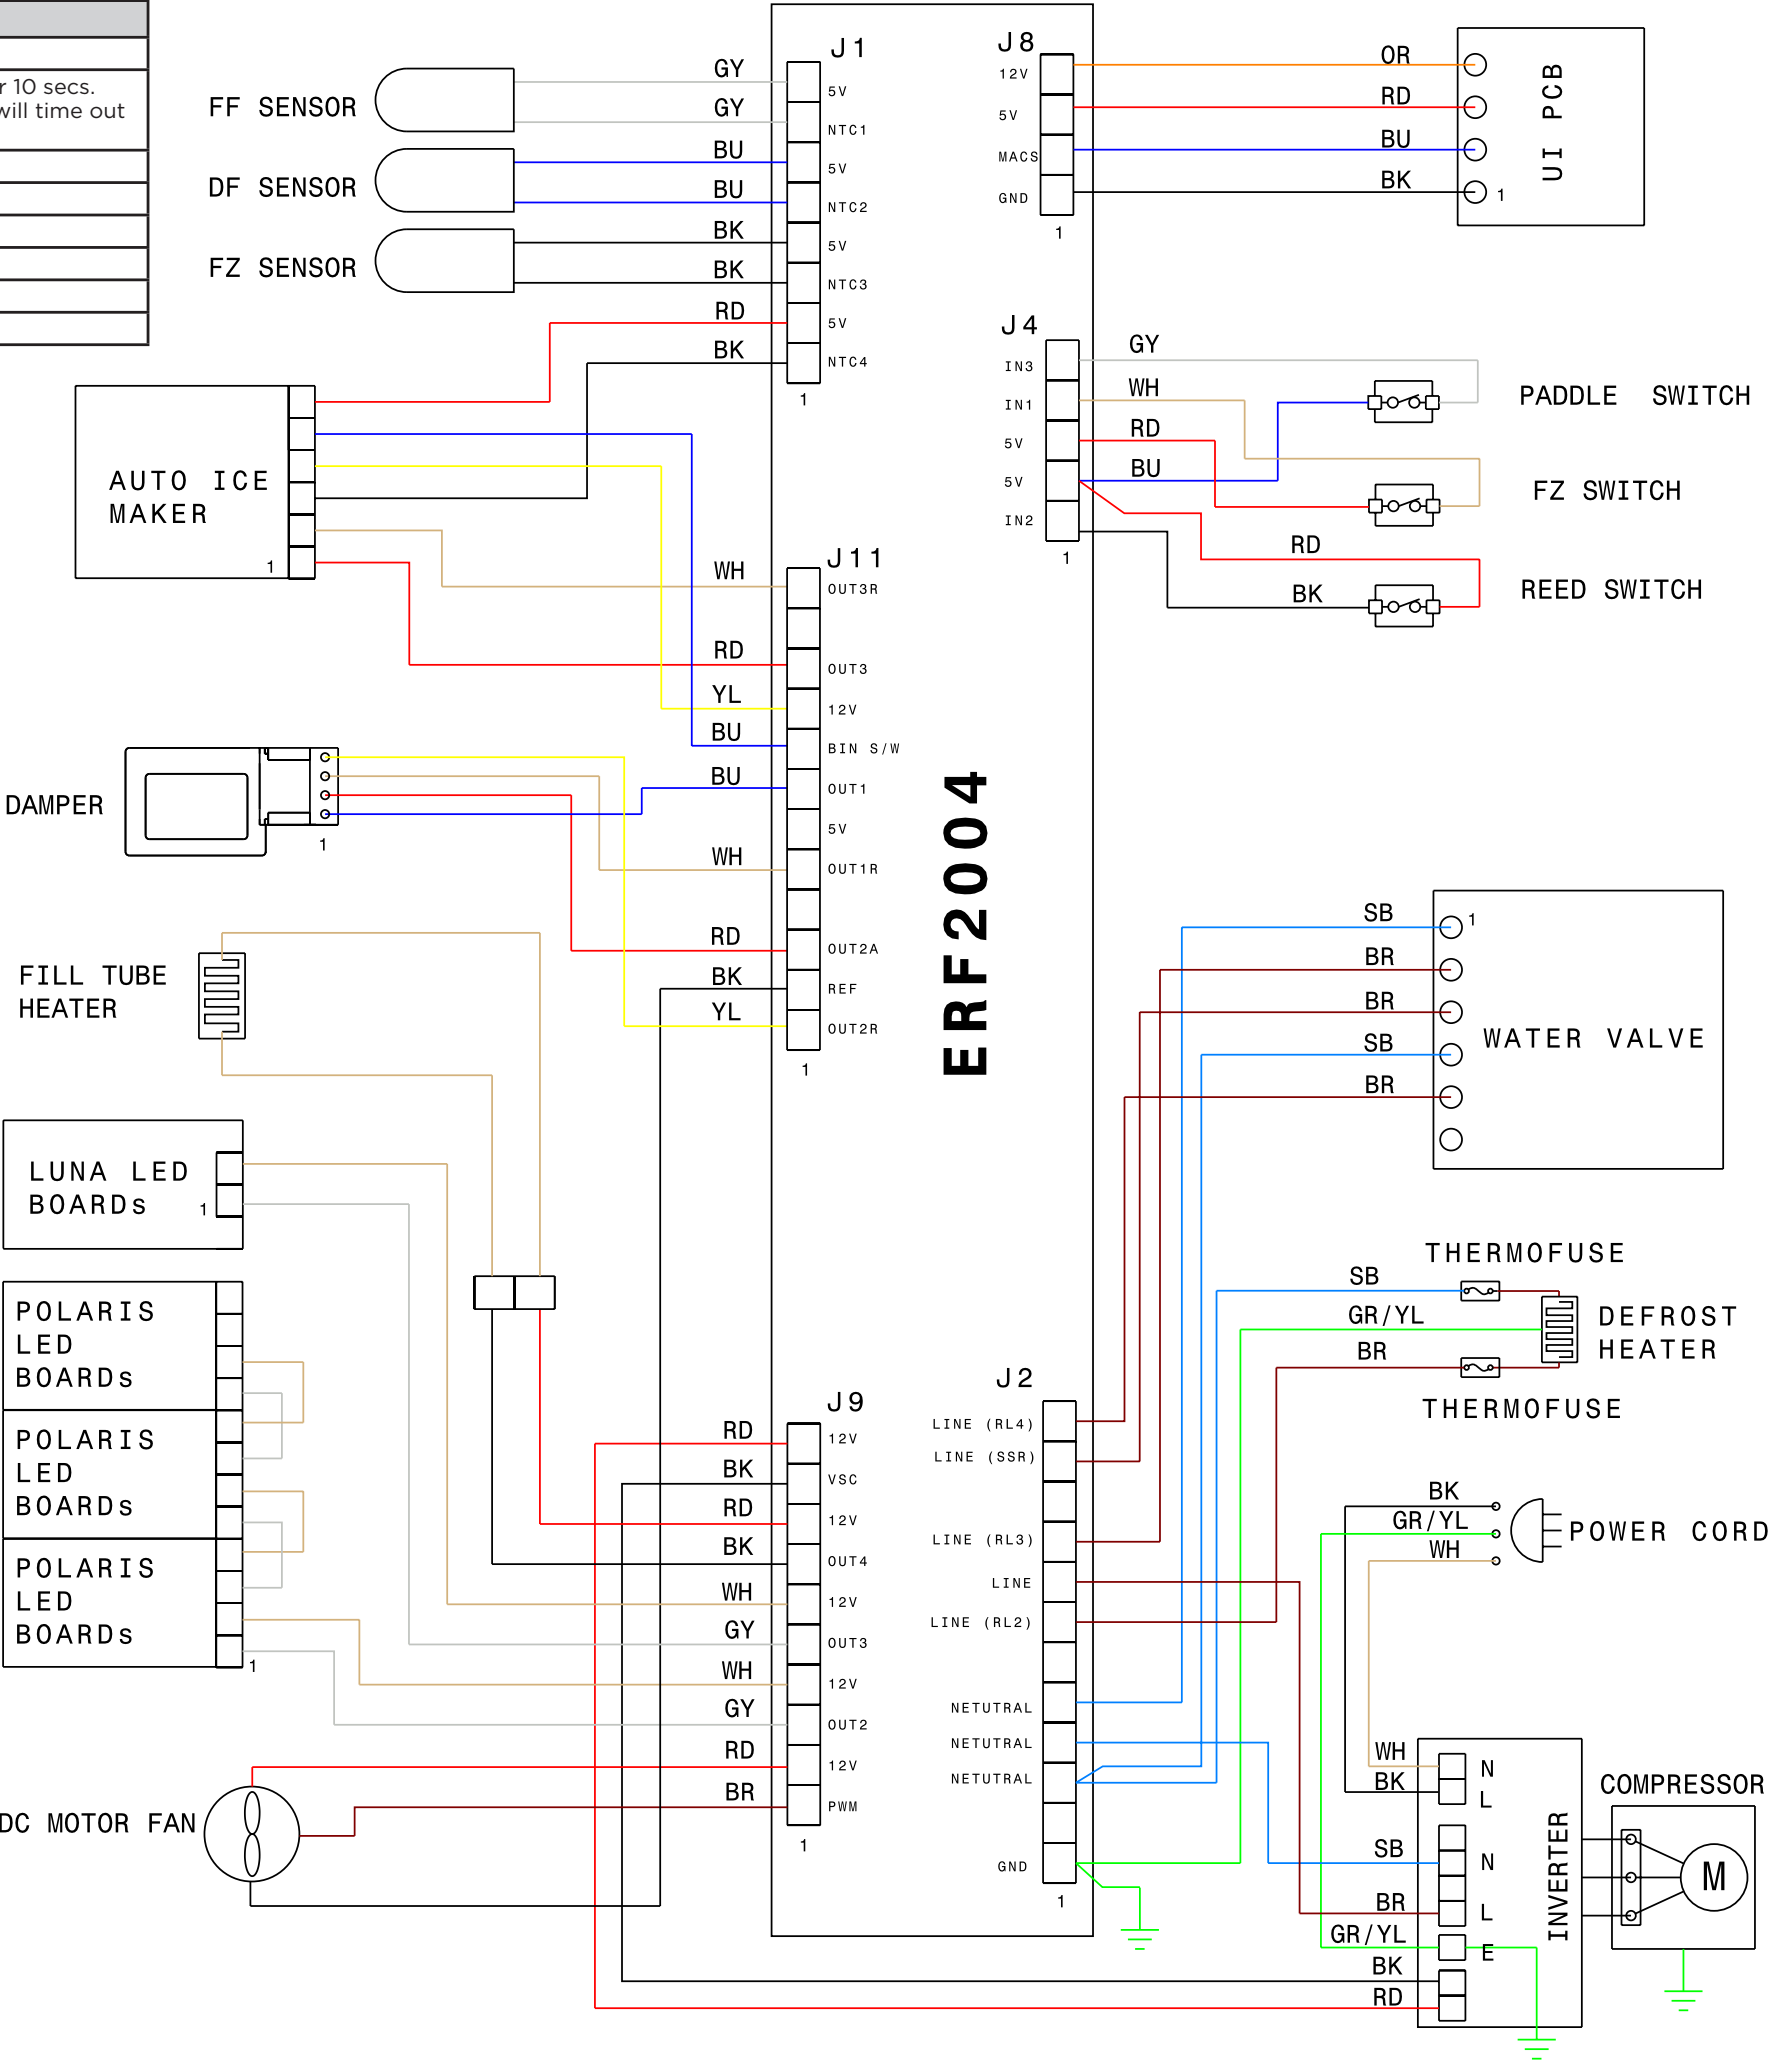 r 10 secs.
will time out
FF SENSOR
DF SENSOR
FZ SENSOR
GY
GY
BU
BU
BK
BK
RD
BK
J1
5V
NTC1
5V
NTC2
5V
NTC3
5V
NTC4
1
J8
12V
5V
MACS
GND
1
OR
RD
BU
BK
1
UI PCB
J4
IN3
IN1
5V
5V
IN2
1
GY
WH
RD
BU
RD
BK
PADDLE SWITCH
FZ SWITCH
REED SWITCH
AUTO ICE
MAKER
1
J11
WH
RD
YL
BU
BU
WH
RD
BK
YL
OUT3R
OUT3
12V
BIN S/W
OUT1
5V
OUT1R
OUT2A
REF
OUT2R
1
DAMPER
1
ERF2004
FILL TUBE
HEATER
SB
BR
BR
SB
BR
1
WATER VALVE
LUNA LED
BOARDs
1
POLARIS
LED
BOARDs
POLARIS
LED
BOARDs
POLARIS
LED
BOARDs
1
THERMOFUSE
SB
GR/YL
BR
DEFROST
HEATER
THERMOFUSE
J9
RD
BK
RD
BK
WH
GY
WH
GY
RD
BR
12V
VSC
12V
OUT4
12V
OUT3
12V
OUT2
12V
PWM
1
J2
LINE (RL4)
LINE (SSR)
LINE (RL3)
LINE
LINE (RL2)
NETUTRAL
NETUTRAL
NETUTRAL
GND
1
BK
GR/YL
WH
POWER CORD
DC MOTOR FAN
WH
BK
SB
BR
GR/YL
BK
RD
N
L
N
L
E
INVERTER
COMPRESSOR
M